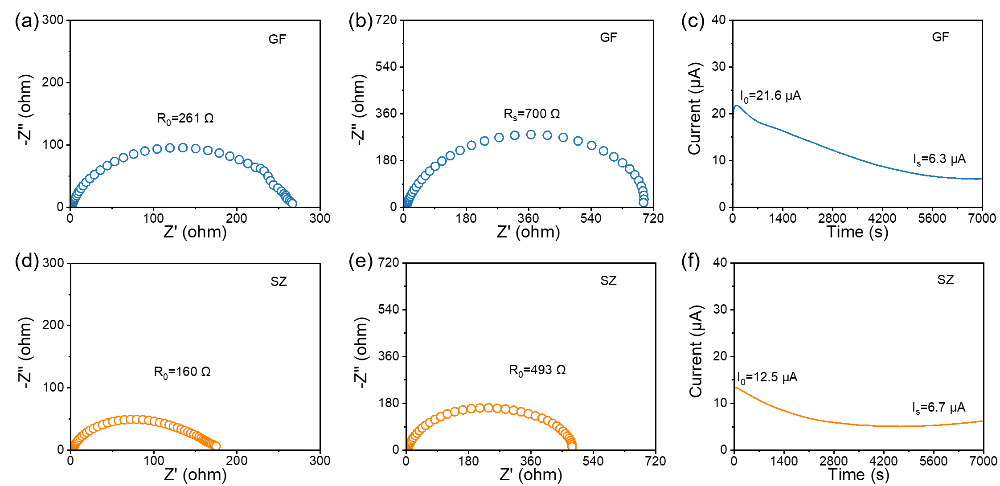 (a)
300
200
100
0
0
100
200
300
-Z" (ohm)
Z' (ohm)
GF
R0=261 Ω
(b)
720
540
360
180
0
0
180
360
540
720
-Z" (ohm)
Z' (ohm)
GF
Rs=700 Ω
(c)
40
30
20
10
0
0
1400
2800
4200
5600
7000
Current (µA)
Time (s)
GF
I0=21.6 µA
Is=6.3 µA
(d)
300
200
100
0
0
100
200
300
-Z" (ohm)
Z' (ohm)
SZ
R0=160 Ω
(e)
720
540
360
180
0
0
180
360
540
720
-Z" (ohm)
Z' (ohm)
SZ
R0=493 Ω
(f)
40
30
20
10
0
0
1400
2800
4200
5600
7000
Current (µA)
Time (s)
SZ
I0=12.5 µA
Is=6.7 µA